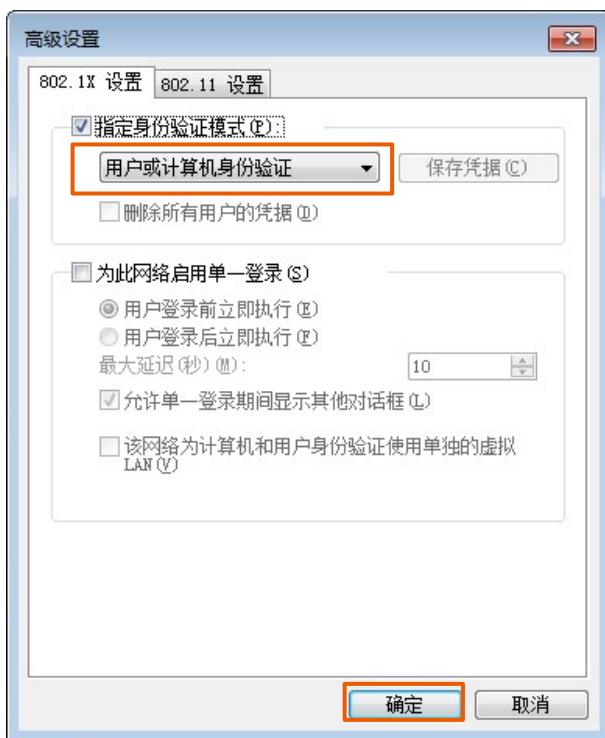 高级设置
802.1X 设置 802.11 设置
指定身份验证模式(P):
用户或计算机身份验证 保存凭据(C)
删除所有用户的凭据(D)
为此网络启用单一登录(S)
用户登录前立即执行(E)
用户登录后立即执行(F)
最大延迟(秒)(M): 10
允许单一登录期间显示其他对话框(L)
该网络为计算机和用户身份验证使用单独的虚拟
LAN(V)
确定 取消